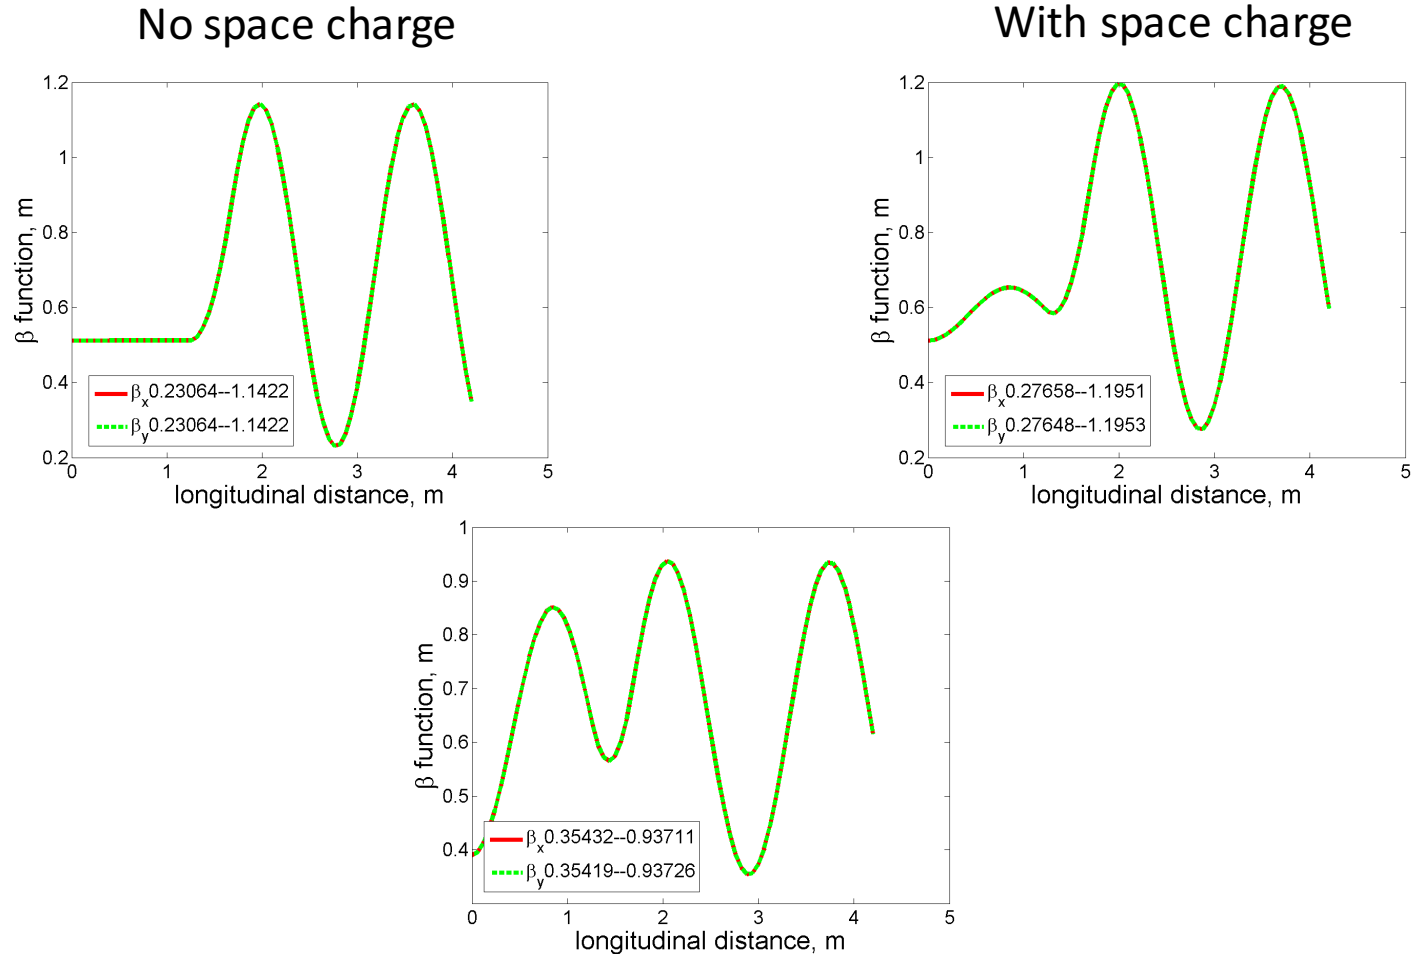 No space charge
With space charge
1.2
1
0.8
0.6
0.4
0.2
β function, m
βx0.23064--1.1422
βy0.23064--1.1422
0 1 2 3 4 5
longitudinal distance, m
1.2
1
0.8
0.6
0.4
0.2
β function, m
βx0.27658--1.1951
βy0.27648--1.1953
0 1 2 3 4 5
longitudinal distance, m
1
0.9
0.8
0.7
0.6
0.5
0.4
β function, m
βx0.35432--0.93711
βy0.35419--0.93726
0 1 2 3 4 5
longitudinal distance, m